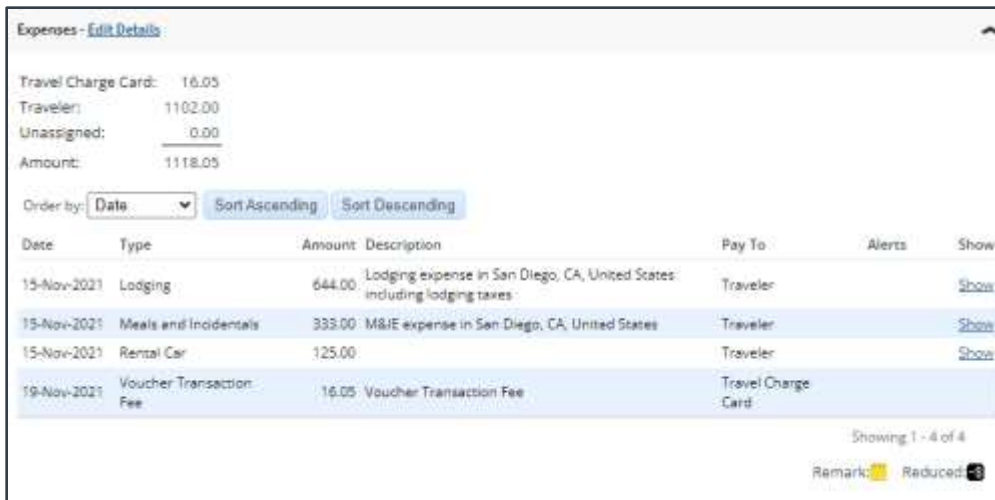 Expenses - Edit Details
Travel Charge Card: 16.05
Traveler: 1102.00
Unassigned: 0.00
Amount: 1118.05
Order by: Date Sort Ascending Sort Descending
Date Type Amount Description Pay To Alerts Show
15-Nov-2021 Lodging 644.00 Lodging expense in San Diego, CA, United States including lodging taxes Traveler Show
15-Nov-2021 Meals and Incidentals 333.00 M&IE expense in San Diego, CA, United States Traveler Show
15-Nov-2021 Rental Car 125.00 Traveler Show
19-Nov-2021 Voucher Transaction Fee 16.05 Voucher Transaction Fee Travel Charge Card
Showing 1 - 4 of 4
Remark: Reduced: -$